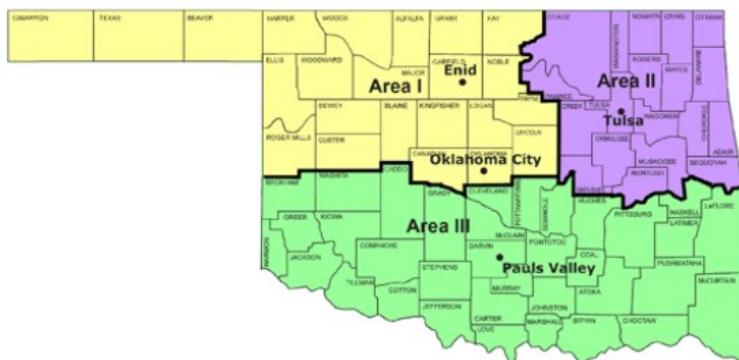 CIMARRON
TEXAS
BEAVER
HARPER
WOODS
ALFALFA
GRANT
KAY
OSAGE
NOWATA
CRAIG
OTTAWA
WASHINGTON
ELLIS
WOODWARD
MAJOR
GARFIELD
NOBLE
ROGERS
MAYES
DELAWARE
Area I
Enid
Area II
PAWNEE
DEWEY
BLAINE
KINGFISHER
LOGAN
CREEK
TULSA
Tulsa
WAGONER
CHEROKEE
ADAIR
ROGER MILLS
CUSTER
CANADIAN
OKLAHOMA
LINCOLN
OKMULGEE
MUSKOGEE
SEQUOYAH
Oklahoma City
MCINTOSH
BECKHAM
WASHITA
CADDO
GRADY
CLEVELAND
POTTAWATOMIE
SEMINOLE
OKFUSKEE
HUGHES
PITTSBURG
HASKELL
LeFLORE
LATIMER
GREER
KIOWA
Area III
McCLAIN
HARMON
JACKSON
COMANCHE
GARVIN
PONTOTOC
COAL
PUSHMATAHA
McCURTAIN
Pauls Valley
TILLMAN
COTTON
STEPHENS
MURRAY
ATOKA
JEFFERSON
CARTER
JOHNSTON
LOVE
MARSHALL
BRYAN
CHOCTAW